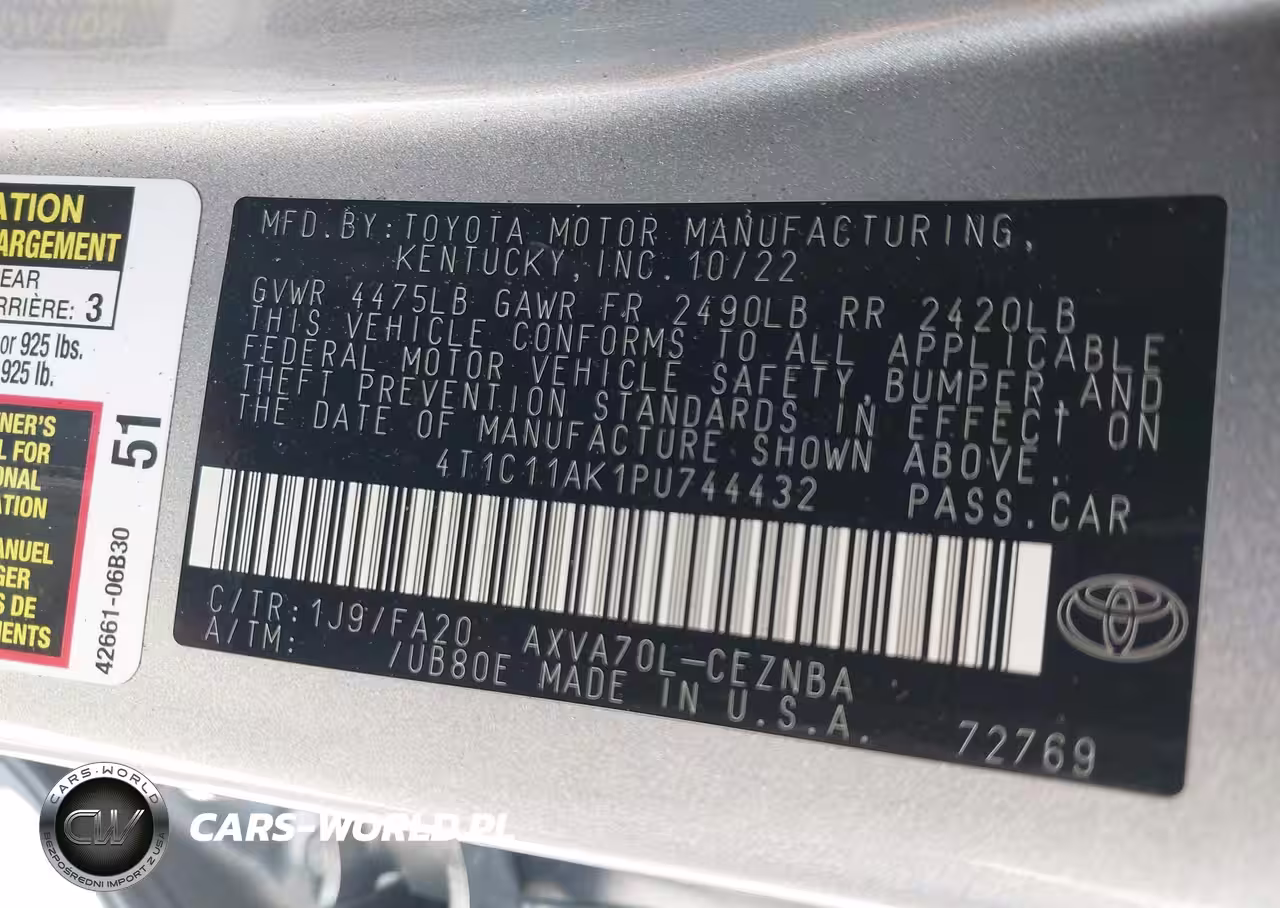 ATION
ARGEMENT
EAR
RRIÈRE: 3
or 925 lbs.
925 lb.
NER'S
L FOR
ONAL
ATION
ANUEL
GER
S DE
MENTS
51
42661-06B30
MFD.BY:TOYOTA MOTOR MANUFACTURING,
KENTUCKY,INC.10/22
GVWR 4475LB GAWR FR 2490LB RR 2420LB
THIS VEHICLE CONFORMS TO ALL APPLICABLE
FEDERAL MOTOR VEHICLE SAFETY,BUMPER,AND
THEFT PREVENTION STANDARDS IN EFFECT ON
THE DATE OF MANUFACTURE SHOWN ABOVE.
4T1C11AK1PU744432 PASS.CAR
C/TR:1J9/FA20 AXVA70L-CEZNBA
A/TM: /UB80E MADE IN U.S.A.
72769
CARS-WORLD
CW
BEZPOŚREDNI IMPORT Z USA
CARS-WORLD.PL